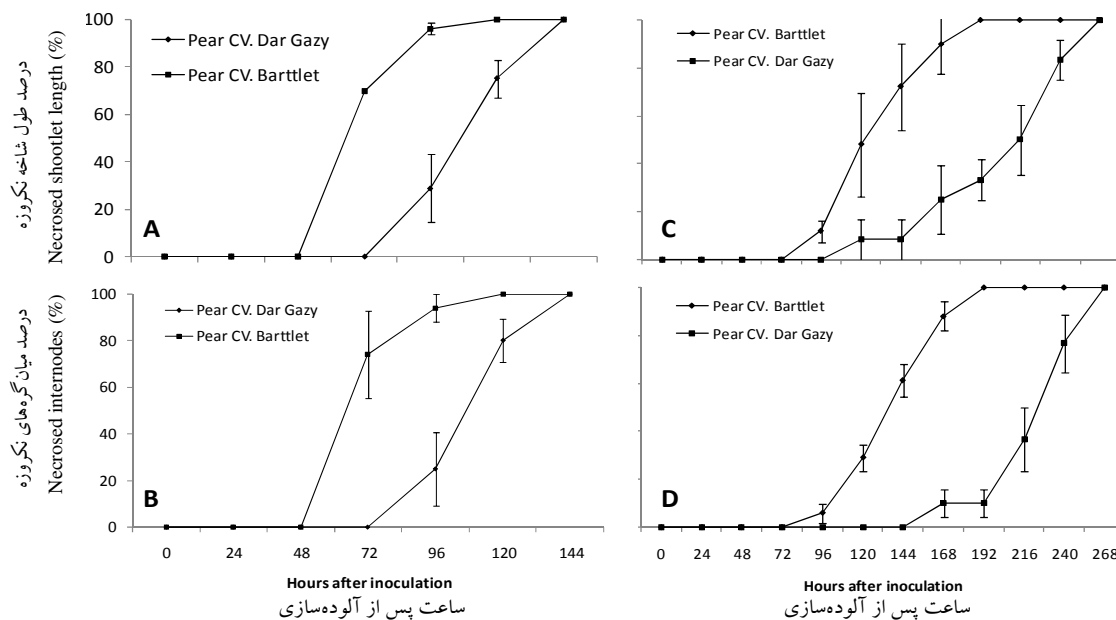 درصد طول شاخه نکروزه
Necrosed shootlet length (%)
100
80
60
40
20
0
Pear CV. Dar Gazy
Pear CV. Barttlet
A
Pear CV. Barttlet
Pear CV. Dar Gazy
C
درصد میان‌گره‌های نکروزه
Necrosed internodes (%)
100
80
60
40
20
0
Pear CV. Dar Gazy
Pear CV. Barttlet
B
0 24 48 72 96 120 144
Hours after inoculation
ساعت پس از آلوده‌سازی
Pear CV. Barttlet
Pear CV. Dar Gazy
D
0 24 48 72 96 120 144 168 192 216 240 268
Hours after inoculation
ساعت پس از آلوده‌سازی